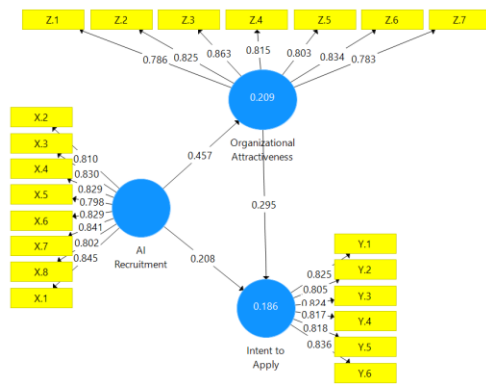 Z.1 Z.2 Z.3 Z.4 Z.5 Z.6 Z.7
0.786 0.825 0.863 0.815 0.803 0.834 0.783
0.209
Organizational
Attractiveness
X.2
X.3
X.4
X.5
X.6
X.7
X.8
X.1
0.810
0.830
0.829
0.798
0.829
0.841
0.802
0.845
AI
Recruitment
0.457
0.295
0.208
0.186
Intent to
Apply
0.825
0.805
0.824
0.817
0.818
0.836
Y.1
Y.2
Y.3
Y.4
Y.5
Y.6